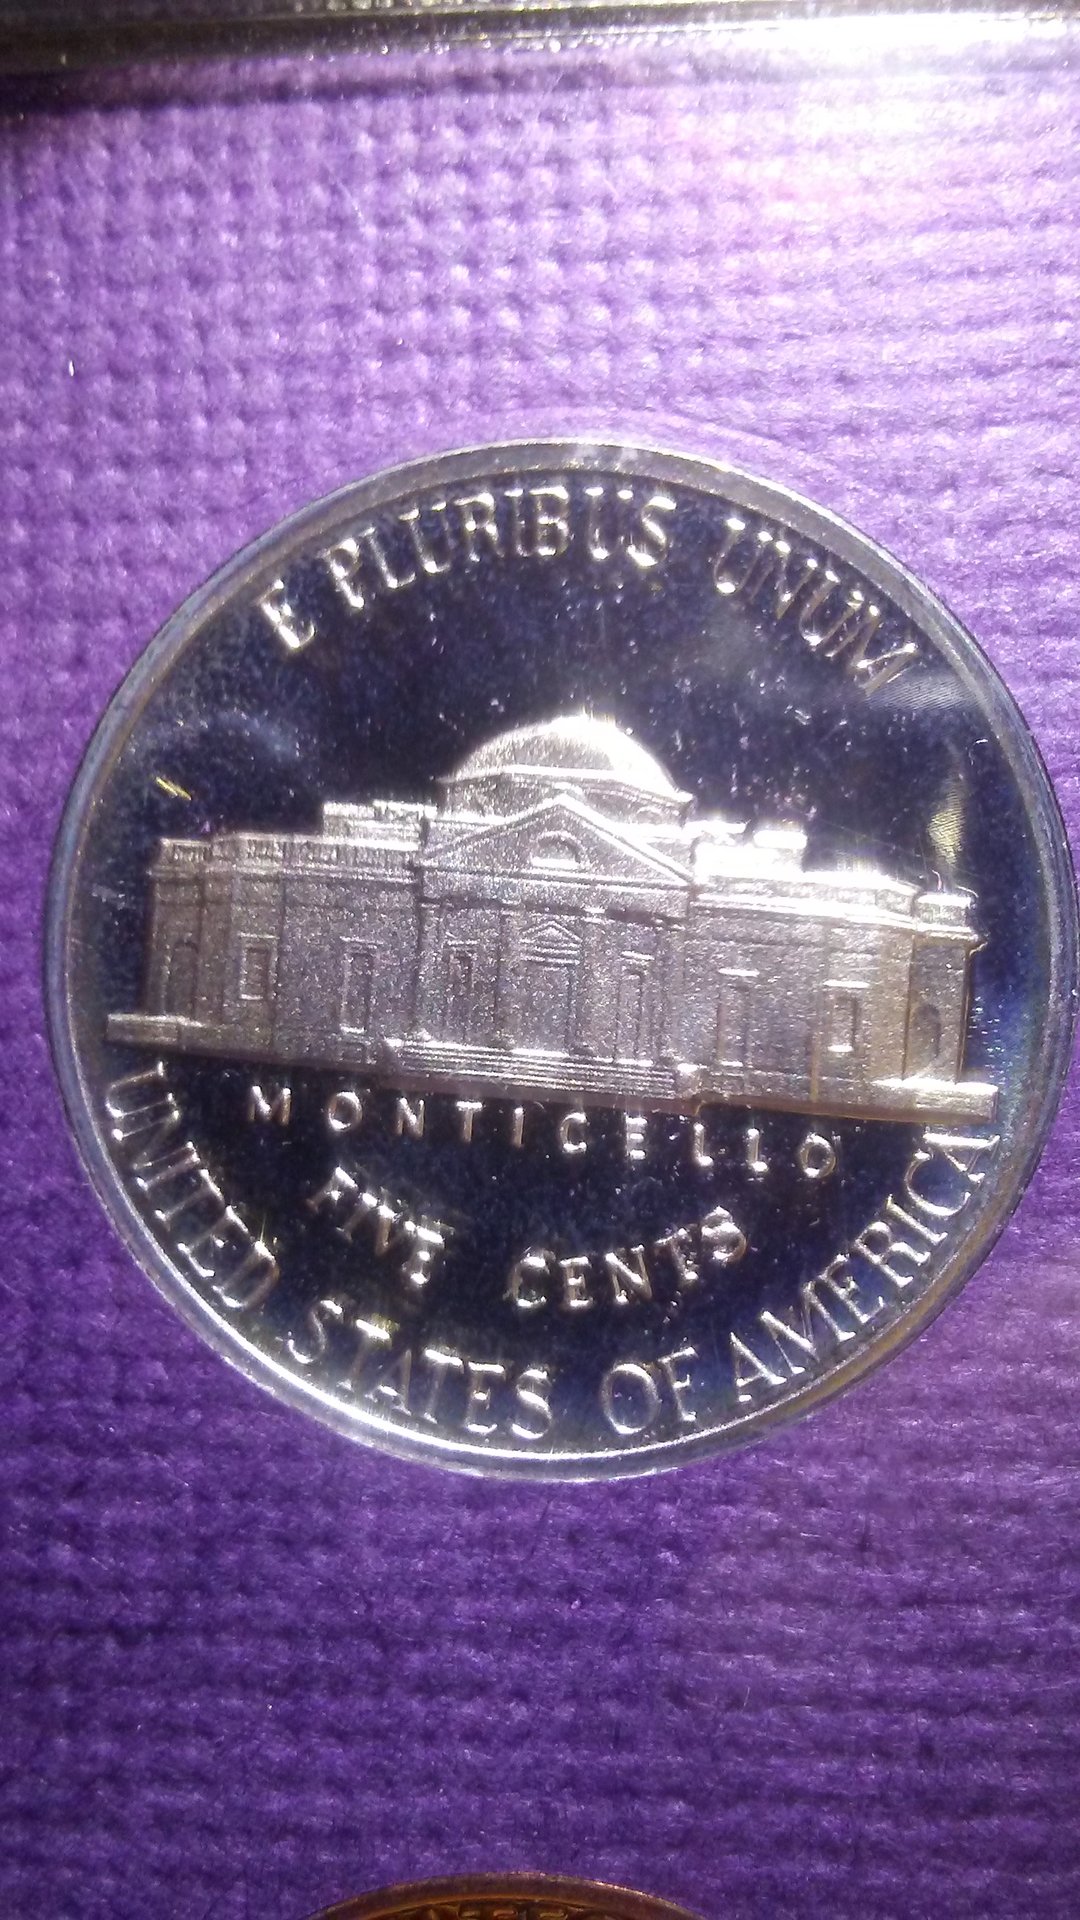 E PLURIBUS UNUM
MONTICELLO
FIVE CENTS
UNITED STATES OF AMERICA